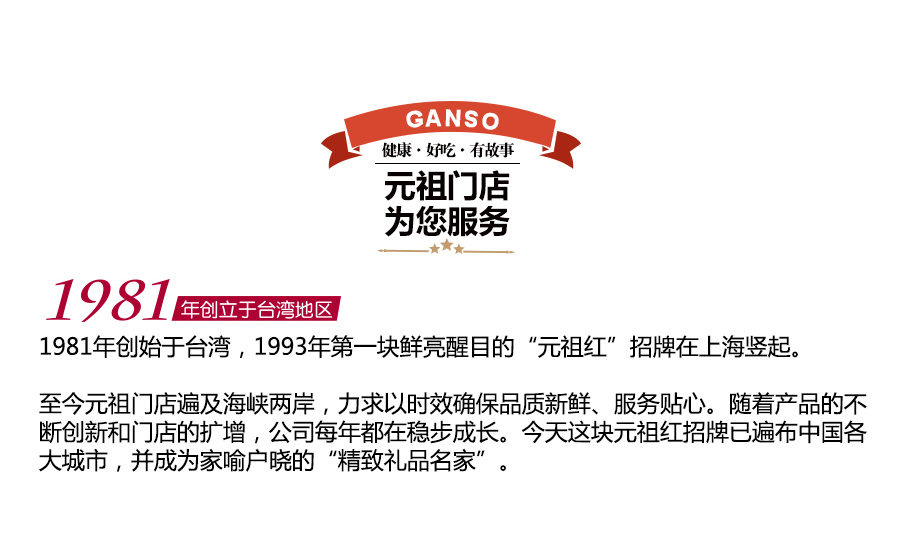 GANSO
健康·好吃·有故事
元祖门店
为您服务
1981年创立于台湾地区
1981年创始于台湾，1993年第一块鲜亮醒目的“元祖红”招牌在上海竖起。
至今元祖门店遍及海峡两岸，力求以时效确保品质新鲜、服务贴心。随着产品的不
断创新和门店的扩增，公司每年都在稳步成长。今天这块元祖红招牌已遍布中国各
大城市，并成为家喻户晓的“精致礼品名家”。